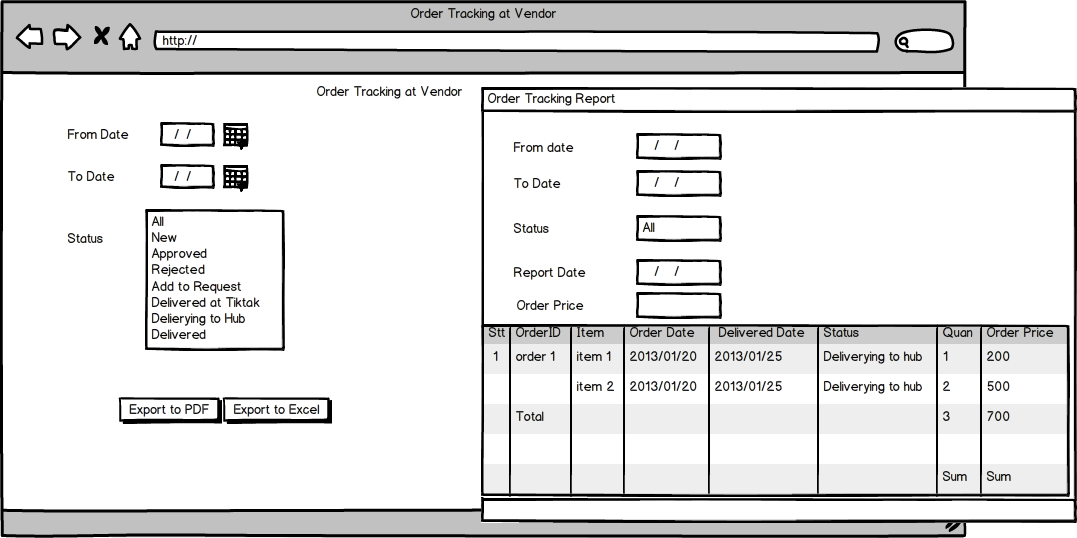 Order Tracking at Vendor
http://
Order Tracking at Vendor
From Date / /
To Date / /
Status
All
New
Approved
Rejected
Add to Request
Delivered at Tiktak
Delierying to Hub
Delivered
Export to PDF Export to Excel
Order Tracking Report
From date / /
To Date / /
Status All
Report Date / /
Order Price
Stt OrderID Item Order Date Delivered Date Status Quan Order Price
1 order 1 item 1 2013/01/20 2013/01/25 Deliverying to hub 1 200
item 2 2013/01/20 2013/01/25 Deliverying to hub 2 500
Total 3 700
Sum Sum